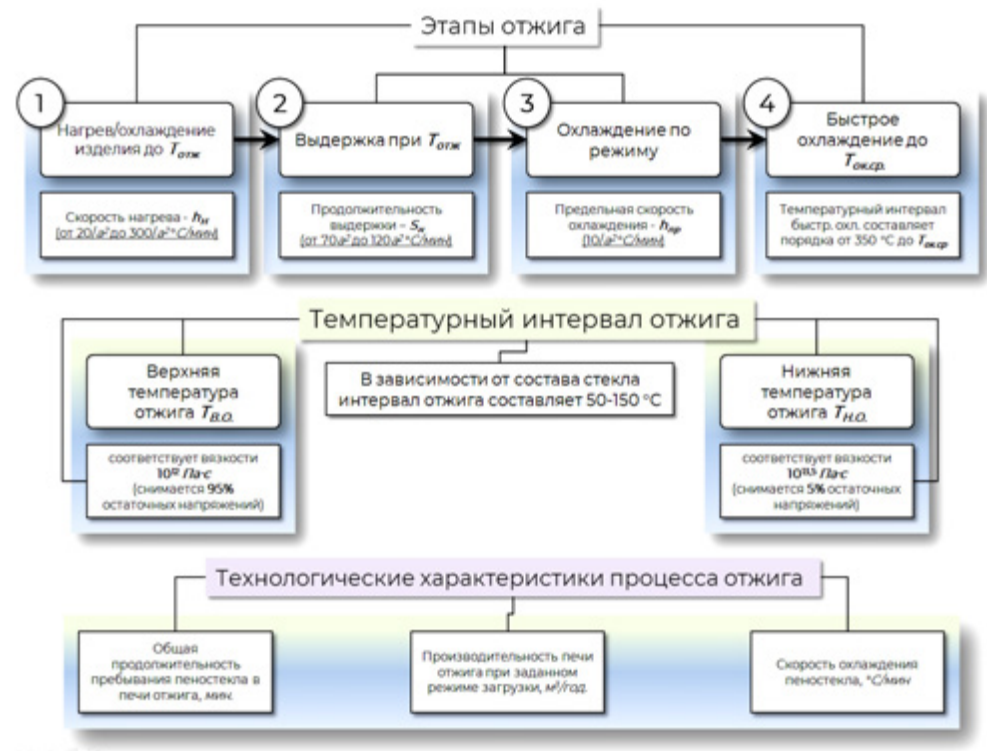 Этапы отжига
1
Нагрев/охлаждение
изделия до Tотж
Скорость нагрева - hн
(от 20/a² до 300/a² °С/мин)
2
Выдержка при Tотж
Продолжительность
выдержки – Sн
(от 70a² до 120a² °С/мин)
3
Охлаждение по
режиму
Предельная скорость
охлаждения - hпр
(10/a² °С/мин)
4
Быстрое
охлаждение до
Tок.ср.
Температурный интервал
быстр. охл. составляет
порядка от 350 °С до Tок.ср
Температурный интервал отжига
Верхняя
температура
отжига TВ.О.
соответствует вязкости
10¹² Па·с
(снимается 95%
остаточных напряжений)
В зависимости от состава стекла
интервал отжига составляет 50-150 °С
Нижняя
температура
отжига TН.О.
соответствует вязкости
Па·с
(снимается 5% остаточных
напряжений)
Технологические характеристики процесса отжига
Общая
продолжительность
пребывания пеностекла в
печи отжига, мин.
Производительность печи
отжига при заданном
режиме загрузки, м³/год.
Скорость охлаждения
пеностекла, °С/мин